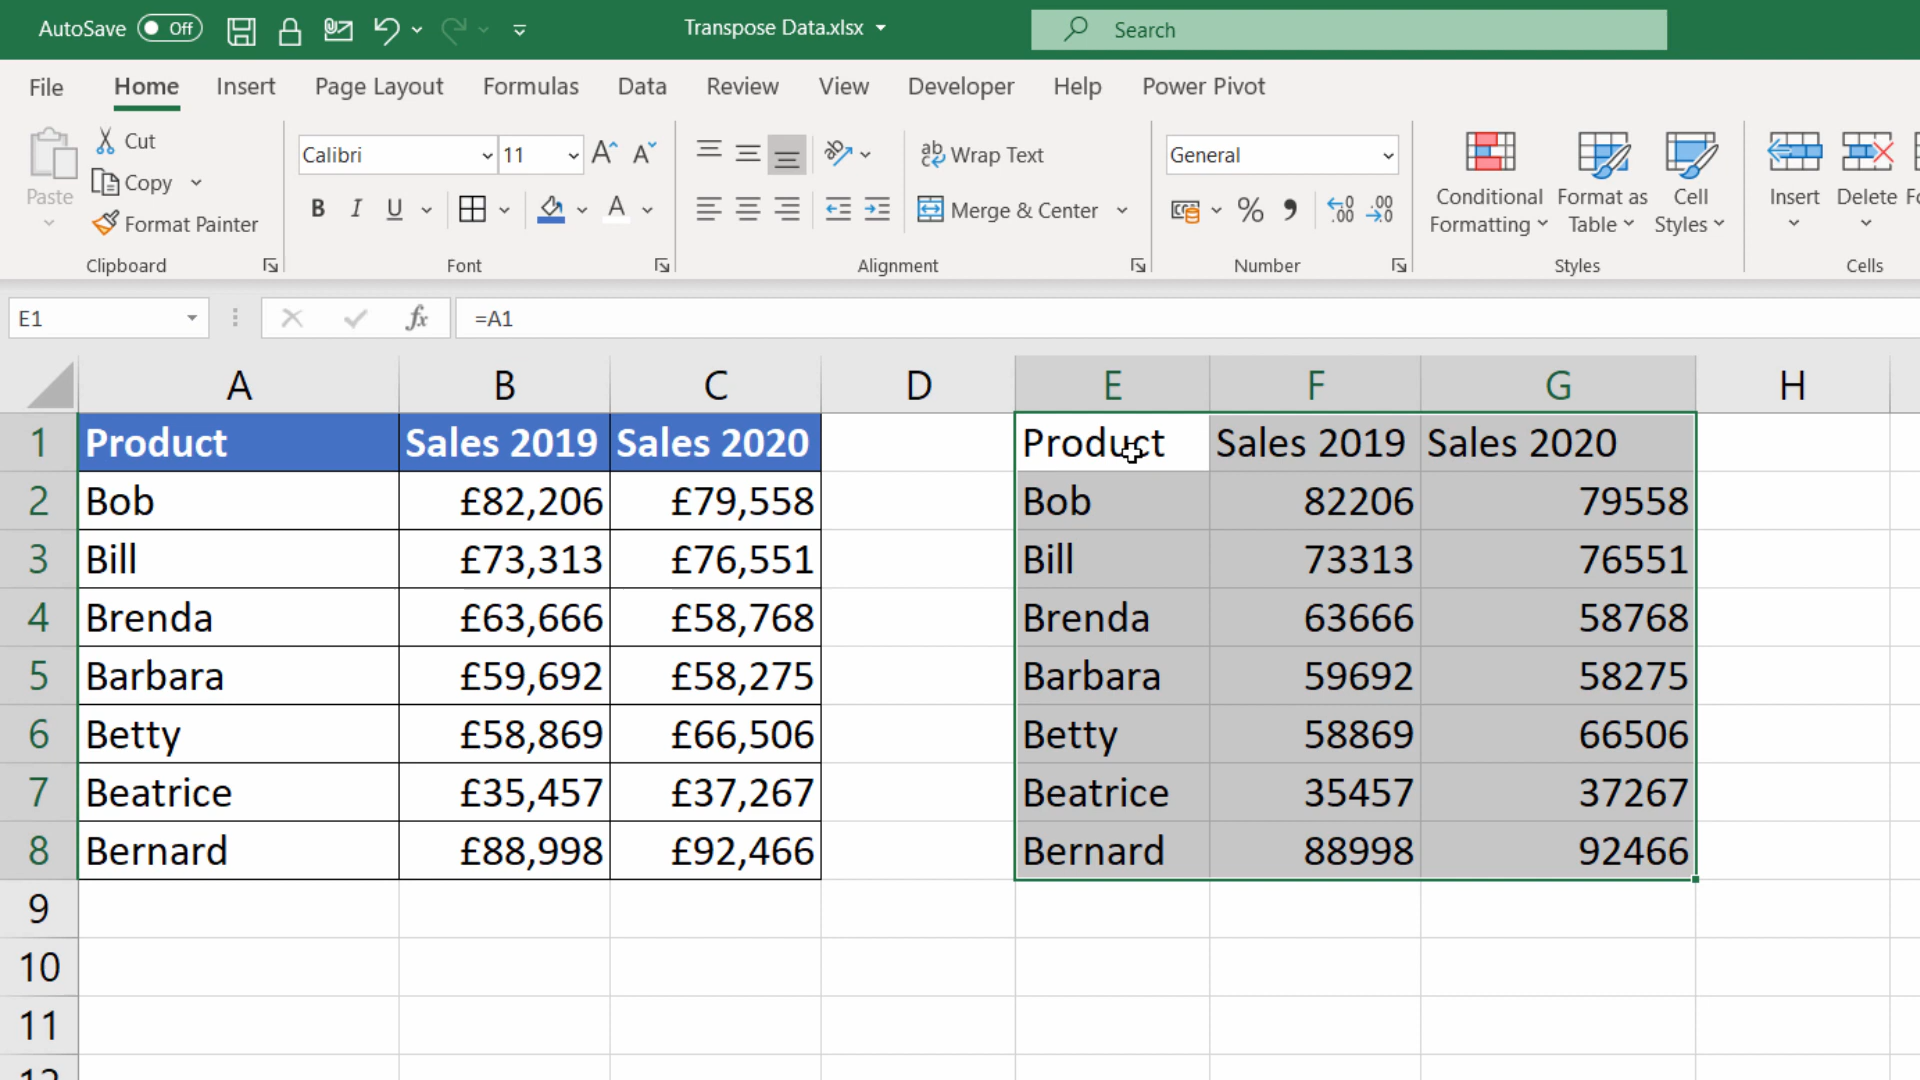 AutoSave Off Transpose Data.xlsx Search
File Home Insert Page Layout Formulas Data Review View Developer Help Power Pivot
Paste
Cut
Copy
Format Painter
Clipboard
Calibri 11
B I U
Font
Wrap Text
Merge & Center
Alignment
General
% 
Number
Conditional Formatting
Format as Table
Cell Styles
Styles
Insert Delete Fo
Cells
E1 fx =A1
A B C D E F G H
1 Product Sales 2019 Sales 2020 Product Sales 2019 Sales 2020
2 Bob £82,206 £79,558 Bob 82206 79558
3 Bill £73,313 £76,551 Bill 73313 76551
4 Brenda £63,666 £58,768 Brenda 63666 58768
5 Barbara £59,692 £58,275 Barbara 59692 58275
6 Betty £58,869 £66,506 Betty 58869 66506
7 Beatrice £35,457 £37,267 Beatrice 35457 37267
8 Bernard £88,998 £92,466 Bernard 88998 92466
9
10
11
12